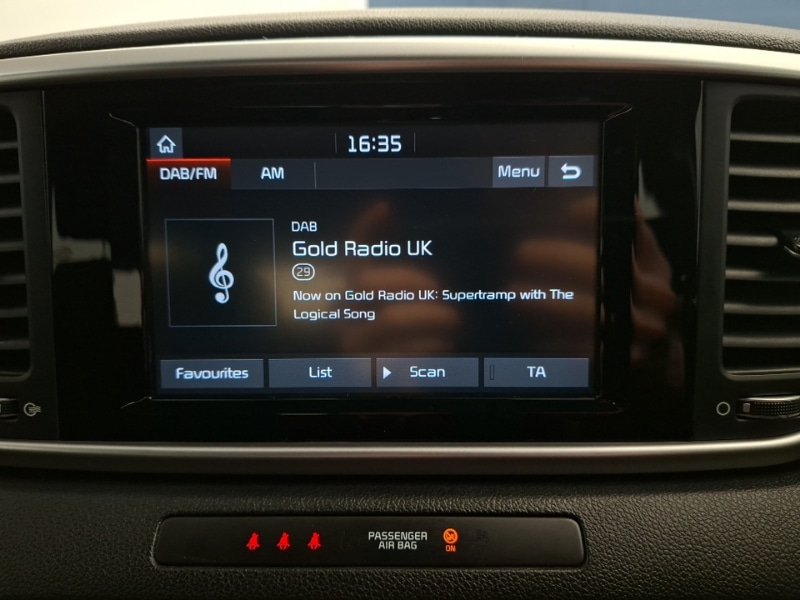 16:35
DAB/FM AM Menu
DAB
Gold Radio UK
29
Now on Gold Radio UK: Supertramp with The
Logical Song
Favourites List Scan TA
PASSENGER
AIR BAG
ON